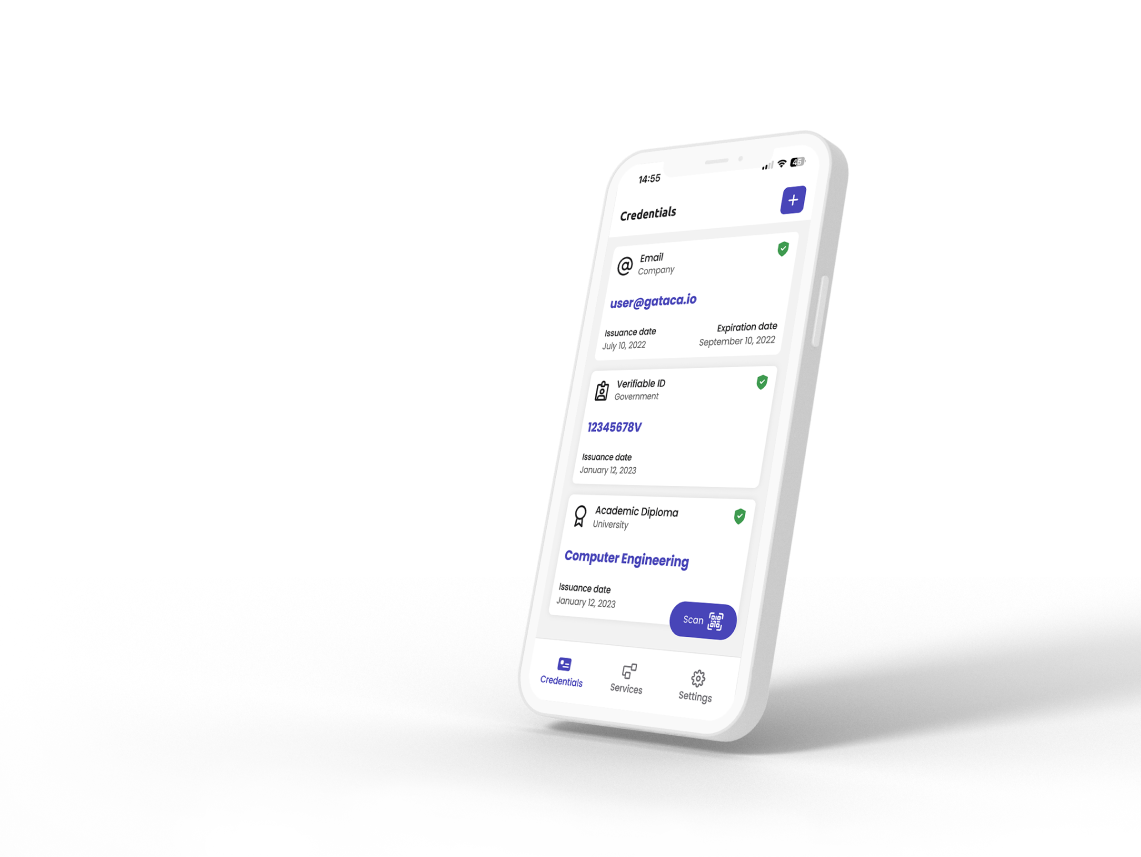 14:55
45
Credentials
Email
Company
user@gataca.io
Issuance date
Expiration date
July 10, 2022
September 10, 2022
Verifiable ID
Government
12345678V
Issuance date
January 12, 2023
Academic Diploma
University
Computer Engineering
Issuance date
January 12, 2023
Scan
Credentials
Services
Settings